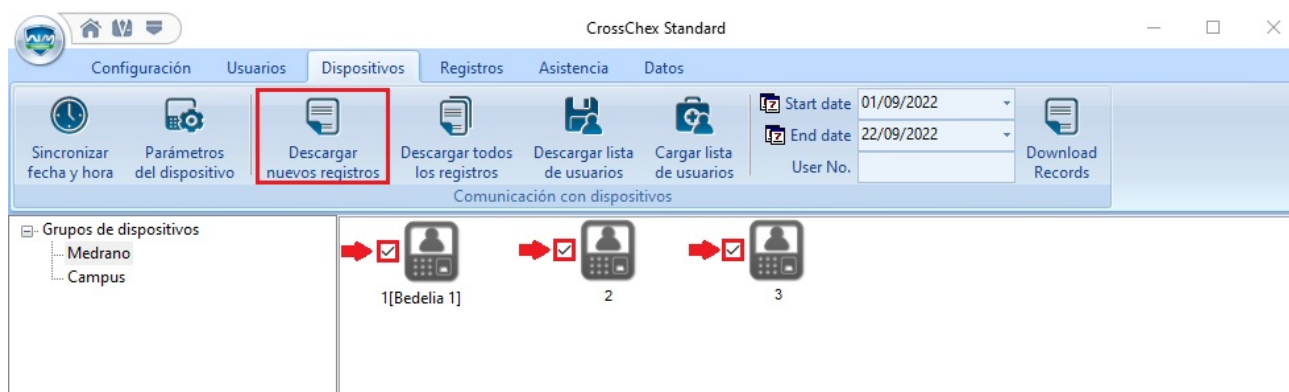 CrossChex Standard
Configuración Usuarios Dispositivos Registros Asistencia Datos
Sincronizar
fecha y hora
Parámetros
del dispositivo
Descargar
nuevos registros
Descargar todos
los registros
Descargar lista
de usuarios
Cargar lista
de usuarios
Start date 01/09/2022
End date 22/09/2022
User No.
Download
Records
Comunicación con dispositivos
Grupos de dispositivos
Medrano
Campus
1[Bedelia 1]
2
3